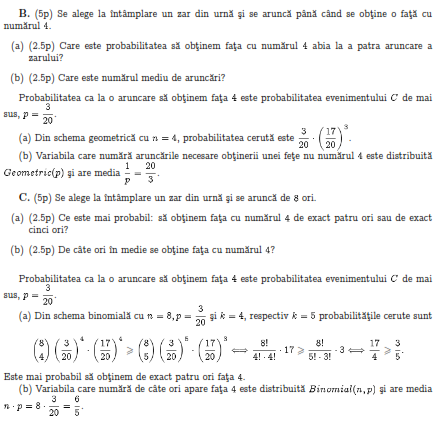 B. (5p) Se alege la întâmplare un zar din urnă și se aruncă până când se obține o față cu
numărul 4.
(a) (2.5p) Care este probabilitatea să obținem fața cu numărul 4 abia la a patra aruncare a
zarului?
(b) (2.5p) Care este numărul mediu de aruncări?
Probabilitatea ca la o aruncare să obținem fața 4 este probabilitatea evenimentului C de mai
sus, p = 3/20.
(a) Din schema geometrică cu n = 4, probabilitatea cerută este 3/20 · (17/20)^3.
(b) Variabila care numără aruncările necesare obținerii unei fețe nu numărul 4 este distribuită
Geometric(p) și are media 1/p = 20/3.
C. (5p) Se alege la întâmplare un zar din urnă și se aruncă de 8 ori.
(a) (2.5p) Ce este mai probabil: să obținem fața cu numărul 4 de exact patru ori sau de exact
cinci ori?
(b) (2.5p) De câte ori în medie se obține fața cu numărul 4?
Probabilitatea ca la o aruncare să obținem fața 4 este probabilitatea evenimentului C de mai
sus, p = 3/20.
(a) Din schema binomială cu n = 8, p = 3/20 și k = 4, respectiv k = 5 probabilitățile cerute sunt
(8 4) (3/20)^4 · (17/20)^4 ⩾ (8 5) (3/20)^5 · (17/20)^3 ⟺ 8!/(4! · 4!) · 17 ⩾ 8!/(5! · 3!) · 3 ⟺ 17/4 ⩾ 3/5.
Este mai probabil să obținem de exact patru ori fața 4.
(b) Variabila care numără de câte ori apare fața 4 este distribuită Binomial(n, p) și are media
n · p = 8 · 3/20 = 6/5.